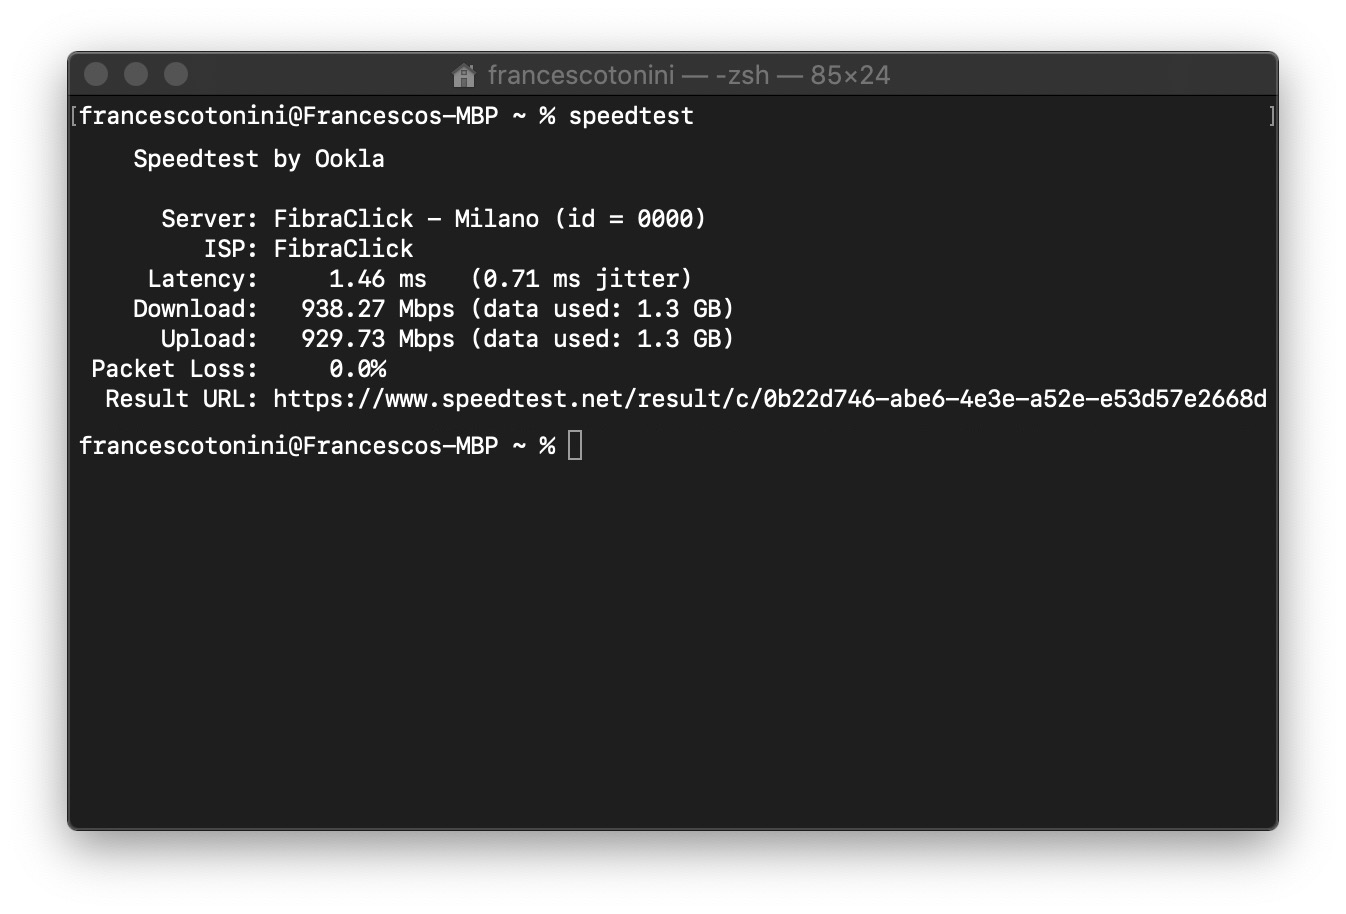 francescotonini — -zsh — 85×24
[francescotonini@Francescos-MBP ~ % speedtest ]
Speedtest by Ookla
Server: FibraClick - Milano (id = 0000)
ISP: FibraClick
Latency: 1.46 ms (0.71 ms jitter)
Download: 938.27 Mbps (data used: 1.3 GB)
Upload: 929.73 Mbps (data used: 1.3 GB)
Packet Loss: 0.0%
Result URL: https://www.speedtest.net/result/c/0b22d746-abe6-4e3e-a52e-e53d57e2668d
francescotonini@Francescos-MBP ~ %